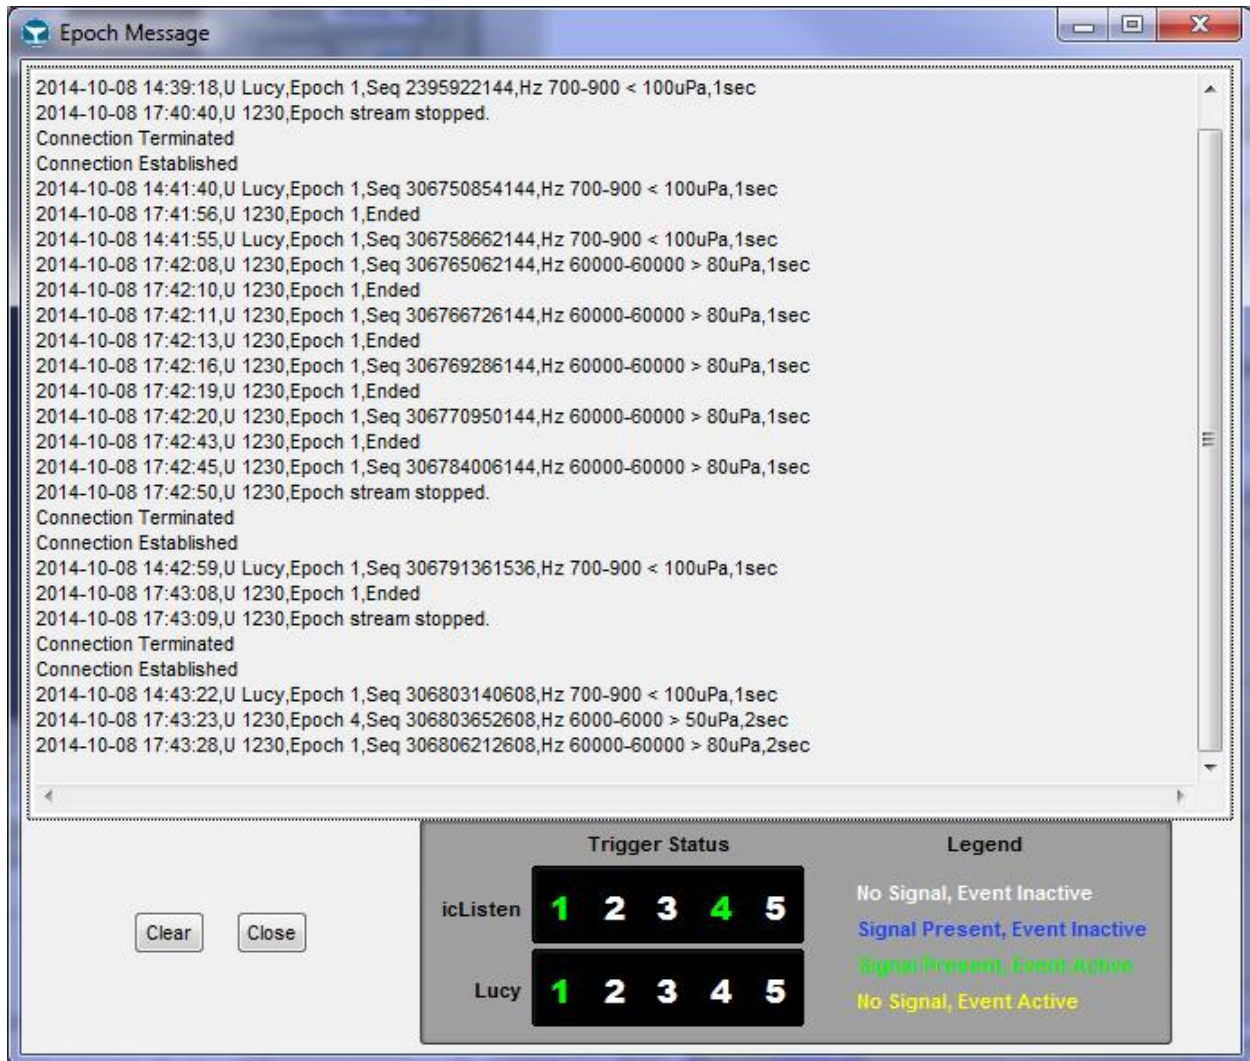 Epoch Message
2014-10-08 14:39:18,U Lucy,Epoch 1,Seq 2395922144,Hz 700-900 < 100uPa,1sec
2014-10-08 17:40:40,U 1230,Epoch stream stopped.
Connection Terminated
Connection Established
2014-10-08 14:41:40,U Lucy,Epoch 1,Seq 306750854144,Hz 700-900 < 100uPa,1sec
2014-10-08 17:41:56,U 1230,Epoch 1,Ended
2014-10-08 14:41:55,U Lucy,Epoch 1,Seq 306758662144,Hz 700-900 < 100uPa,1sec
2014-10-08 17:42:08,U 1230,Epoch 1,Seq 306765062144,Hz 60000-60000 > 80uPa,1sec
2014-10-08 17:42:10,U 1230,Epoch 1,Ended
2014-10-08 17:42:11,U 1230,Epoch 1,Seq 306766726144,Hz 60000-60000 > 80uPa,1sec
2014-10-08 17:42:13,U 1230,Epoch 1,Ended
2014-10-08 17:42:16,U 1230,Epoch 1,Seq 306769286144,Hz 60000-60000 > 80uPa,1sec
2014-10-08 17:42:19,U 1230,Epoch 1,Ended
2014-10-08 17:42:20,U 1230,Epoch 1,Seq 306770950144,Hz 60000-60000 > 80uPa,1sec
2014-10-08 17:42:43,U 1230,Epoch 1,Ended
2014-10-08 17:42:45,U 1230,Epoch 1,Seq 306784006144,Hz 60000-60000 > 80uPa,1sec
2014-10-08 17:42:50,U 1230,Epoch stream stopped.
Connection Terminated
Connection Established
2014-10-08 14:42:59,U Lucy,Epoch 1,Seq 306791361536,Hz 700-900 < 100uPa,1sec
2014-10-08 17:43:08,U 1230,Epoch 1,Ended
2014-10-08 17:43:09,U 1230,Epoch stream stopped.
Connection Terminated
Connection Established
2014-10-08 14:43:22,U Lucy,Epoch 1,Seq 306803140608,Hz 700-900 < 100uPa,1sec
2014-10-08 17:43:23,U 1230,Epoch 4,Seq 306803652608,Hz 6000-6000 > 50uPa,2sec
2014-10-08 17:43:28,U 1230,Epoch 1,Seq 306806212608,Hz 60000-60000 > 80uPa,2sec
Clear
Close
Trigger Status
icListen 1 2 3 4 5
Lucy 1 2 3 4 5
Legend
No Signal, Event Inactive
Signal Present, Event Inactive
Signal Present, Event Active
No Signal, Event Active